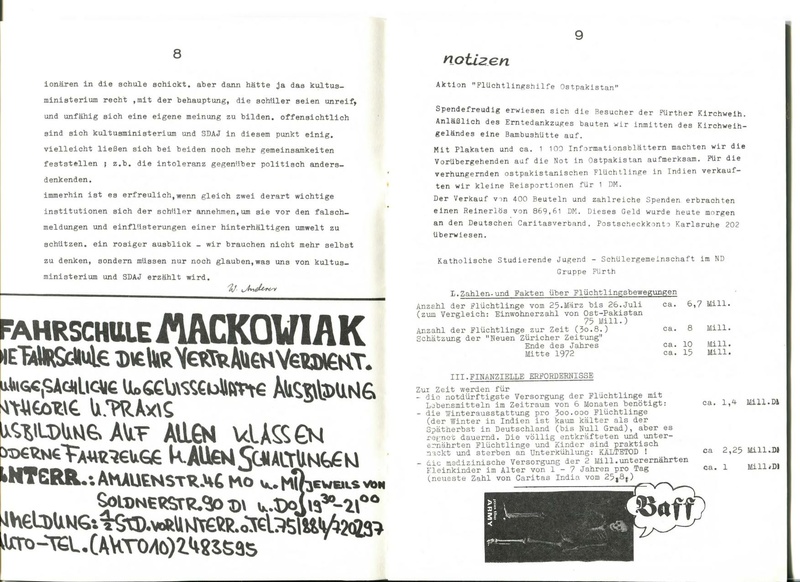 8
ionären in die schule schickt. aber dann hätte ja das kultus-
ministerium recht ,mit der behauptung, die schüler seien unreif,
und unfähig sich eine eigene meinung zu bilden. offensichtlich
sind sich kultusministerium und SDAJ in diesem punkt einig.
vielleicht ließen sich bei beiden noch mehr gemeinsamkeiten
feststellen ; z.b. die intoleranz gegenüber politisch anders-
denkenden.
immerhin ist es erfreulich,wenn gleich zwei derart wichtige
institutionen sich der schüler annehmen,um sie vor den falsch-
meldungen und einflüsterungen einer hinterhältigen umwelt zu
schützen. ein rosiger ausblick - wir brauchen nicht mehr selbst
zu denken, sondern müssen nur noch glauben,was uns von kultus-
ministerium und SDAJ erzählt wird.
W. Anderer
FAHRSCHULE MACKOWIAK
DIE FAHRSCHULE DIE IHR VERTRAUEN VERDIENT.
SACHLICHE U. GEWISSENHAFTE AUSBILDUNG
IN THEORIE U. PRAXIS
AUSBILDUNG AUF ALLEN KLASSEN
MODERNE FAHRZEUGE M. ALLEN SCHALTUNGEN
UNTERR.: AMALIENSTR.46 MO u. MI JEWEILS VON
SOLDNERSTR.90 DI u. DO 19 30 - 21 00
ANMELDUNG: 1/2 STD. VOR UNTERR. o. TEL. 751884/720297
AUTO-TEL. (AHTO10) 2483595
9
notizen
Aktion "Flüchtlingshilfe Ostpakistan"
Spendefreudig erwiesen sich die Besucher der Fürther Kirchweih.
Anläßlich des Erntedankzuges bauten wir inmitten des Kirchweih-
geländes eine Bambushütte auf.
Mit Plakaten und ca. 1 100 Informationsblättern machten wir die
Vorübergehenden auf die Not in Ostpakistan aufmerksam. Für die
verhungernden ostpakistanischen Flüchtlinge in Indien verkauf-
ten wir kleine Reisportionen für 1 DM.
Der Verkauf von 400 Beuteln und zahlreiche Spenden erbrachten
einen Reinerlös von 869,61 DM. Dieses Geld wurde heute morgen
an den Deutschen Caritasverband. Postscheckkonto Karlsruhe 202
überwiesen.
Katholische Studierende Jugend - Schülergemeinschaft im ND
Gruppe Fürth
I.Zahlen-und Fakten über Flüchtlingsbewegungen
Anzahl der Flüchtlinge vom 25.März bis 26.Juli ca. 6,7 Mill.
(zum Vergleich: Einwohnerzahl von Ost-Pakistan
75 Mill.)
Anzahl der Flüchtlinge zur Zeit (3o.8.) ca. 8 Mill.
Schätzung der "Neuen Züricher Zeitung"
Ende des Jahres ca. 10 Mill.
Mitte 1972 ca. 15 Mill.
III.FINANZIELLE ERFORDERNISSE
Zur Zeit werden für
- die notdürftigste Versorgung der Flüchtlinge mit
Lebensmitteln im Zeitraum von 6 Monaten benötigt: ca. 1,4 Mill.DM
- die Winterausstattung pro 3oo.ooo Flüchtlinge
(der Winter in Indien ist kaum kälter als der
Spätherbst in Deutschland (bis Null Grad), aber es
regnet dauernd. Die völlig entkräfteten und unter-
ernährten Flüchtlinge und Kinder sind praktisch
nackt und sterben an Unterkühlung: KÄLTETOD ! ca 2,25 Mill.DM
- die medizinische Versorgung der 2 Mill.unterernährten
Kleinkinder im Alter von 1 - 7 Jahren pro Tag ca. 1 Mill.DM
(neueste Zahl von Caritas India vom 25.8.)
ARMY
Baff